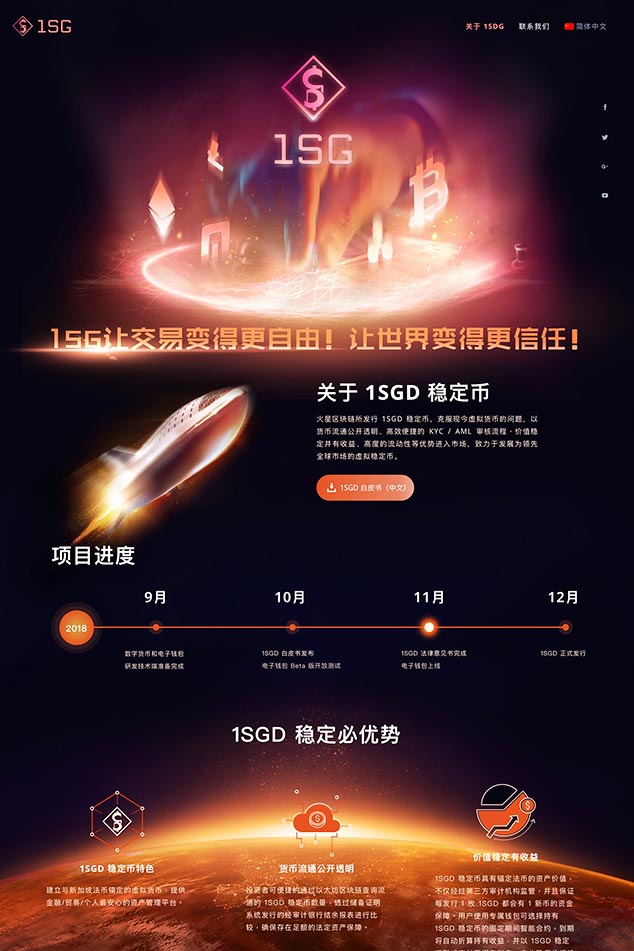 1SG
关于 1SDG 联系我们 简体中文
1SG
1SG让交易变得更自由！让世界变得更信任！
关于 1SGD 稳定币
火星区块链所发行 1SGD 稳定币，克服现今虚拟货币的问题，以
货币流通公开透明、高效便捷的 KYC / AML 审核流程、价值稳
定并有收益、高度的流动性等优势进入市场，致力于发展为领先
全球市场的虚拟稳定币。
1SGD 白皮书（中文）
项目进度
9月 10月 11月 12月
2018
数字货币和电子钱包
研发技术端准备完成
1SGD 白皮书发布
电子钱包 Beta 版开放测试
1SGD 法律意见书完成
电子钱包上线
1SGD 正式发行
1SGD 稳定必优势
1SGD 稳定币特色
建立与新加坡法币锚定的虚拟货币，提供
金融/贸易/个人最安心的资产管理平台。
货币流通公开透明
投资者可便捷的通过以太坊区块链查询流
通的 1SGD 稳定币数量，透过储备证明
系统发行的经审计银行结余报表进行比
较，确保存在足额的法定资产保障。
价值稳定有收益
1SGD 稳定币具有锚定法币的资产价值，
不仅经过第三方审计机构监管，并且保证
每发行 1 枚 1SGD 都会有 1 新币的资金
保障。用户使用专属钱包可选择持有
1SGD 稳定币的固定期间智能合约，到期
将自动折算持有收益，并以 1SGD 稳定